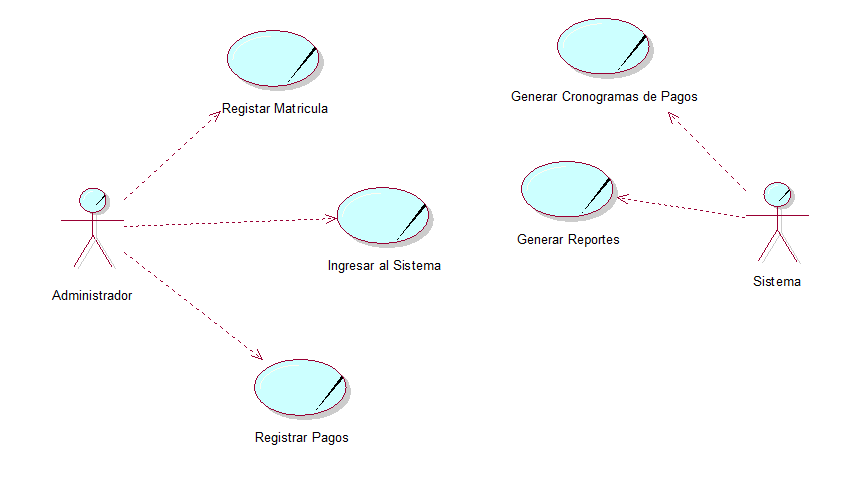 Generar Cronogramas de Pagos
Registar Matricula
Generar Reportes
Ingresar al Sistema
Sistema
Administrador
Registrar Pagos